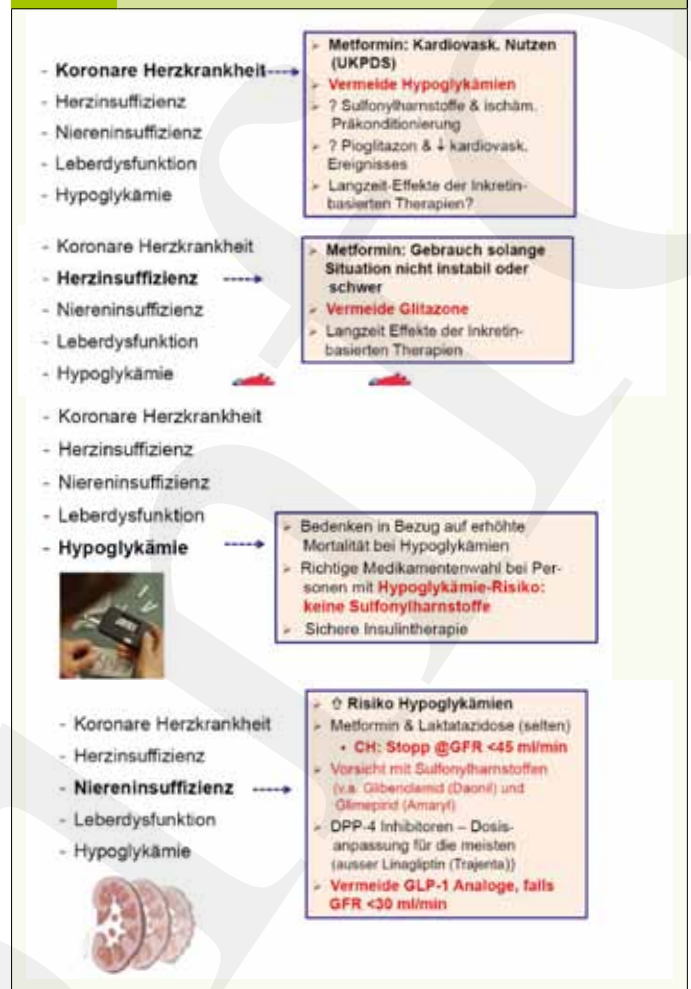 - Koronare Herzkrankheit
- Herzinsuffizienz
- Niereninsuffizienz
- Leberdysfunktion
- Hypoglykämie
➢ Metformin: Kardiovask. Nutzen
(UKPDS)
➢ Vermeide Hypoglykämien
➢ ? Sulfonylharnstoffe & ischäm.
Präkonditionierung
➢ ? Pioglitazon & ↓ kardiovask.
Ereignisses
➢ Langzeit-Effekte der Inkretin-
basierten Therapien?
- Koronare Herzkrankheit
- Herzinsuffizienz
- Niereninsuffizienz
- Leberdysfunktion
- Hypoglykämie
➢ Metformin: Gebrauch solange
Situation nicht instabil oder
schwer
➢ Vermeide Glitazone
➢ Langzeit Effekte der Inkretin-
basierten Therapien
- Koronare Herzkrankheit
- Herzinsuffizienz
- Niereninsuffizienz
- Leberdysfunktion
- Hypoglykämie
➢ Bedenken in Bezug auf erhöhte
Mortalität bei Hypoglykämien
➢ Richtige Medikamentenwahl bei Per-
sonen mit Hypoglykämie-Risiko:
keine Sulfonylharnstoffe
➢ Sichere Insulintherapie
- Koronare Herzkrankheit
- Herzinsuffizienz
- Niereninsuffizienz
- Leberdysfunktion
- Hypoglykämie
➢ ⇧ Risiko Hypoglykämien
➢ Metformin & Laktatazidose (selten)
• CH: Stopp @GFR <45 ml/min
➢ Vorsicht mit Sulfonylharnstoffen
(v.a. Glibenclamid (Daonil) und
Glimepirid (Amaryl)
➢ DPP-4 Inhibitoren – Dosis-
anpassung für die meisten
(ausser Linagliptin (Trajenta))
➢ Vermeide GLP-1 Analoge, falls
GFR <30 ml/min